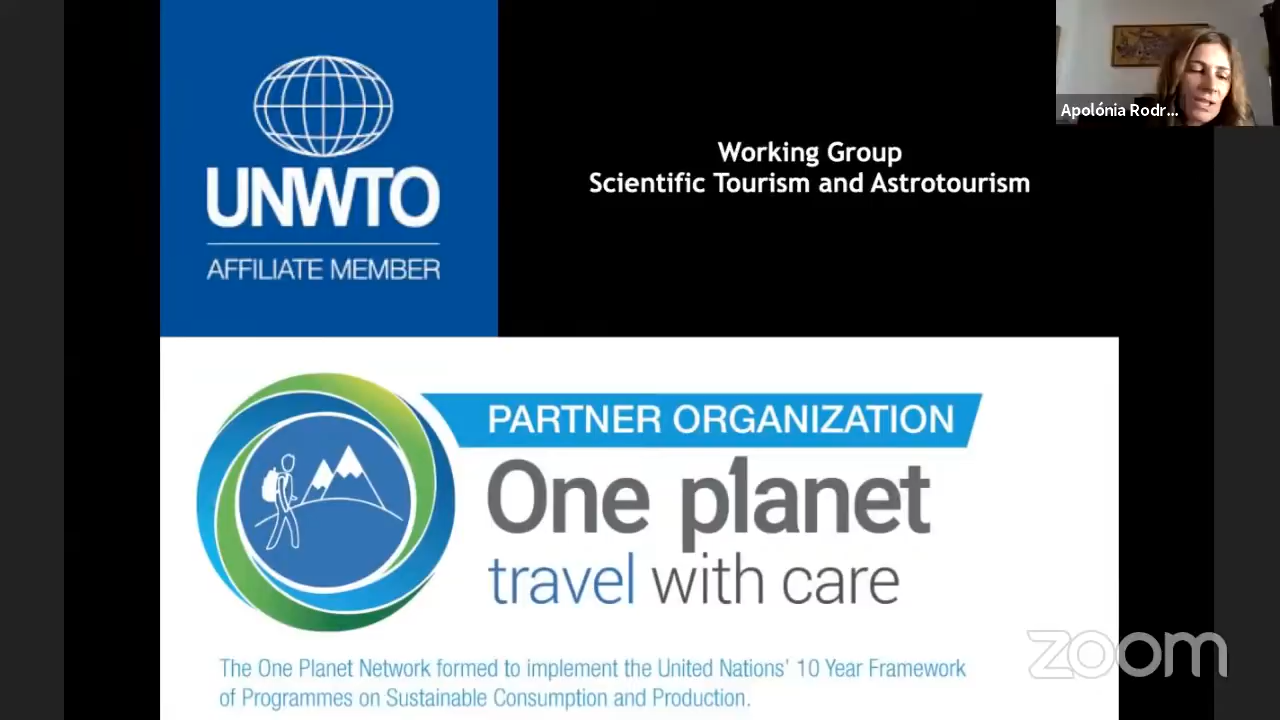 UNWTO
AFFILIATE MEMBER
Working Group
Scientific Tourism and Astrotourism
Apolónia Rodr...
PARTNER ORGANIZATION
One planet
travel with care
The One Planet Network formed to implement the United Nations' 10 Year Framework
of Programmes on Sustainable Consumption and Production.
zoom